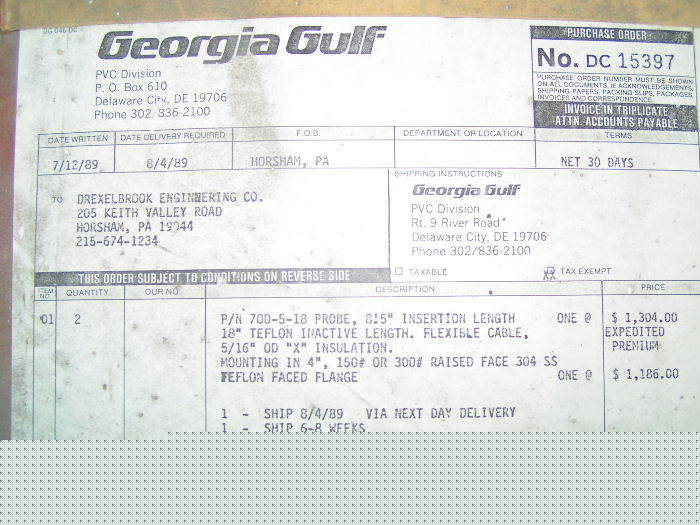 DG 046 DC
Georgia Gulf
PVC Division
P. O. Box 610
Delaware City, DE 19706
Phone 302/836-2100
PURCHASE ORDER
No. DC 15397
PURCHASE ORDER NUMBER MUST BE SHOWN
ON ALL DOCUMENTS, IE ACKNOWLEDGEMENTS,
SHIPPING PAPERS, PACKING SLIPS, PACKAGES,
INVOICES AND CORRESPONDENCE.
INVOICE IN TRIPLICATE
ATTN. ACCOUNTS PAYABLE
DATE WRITTEN DATE DELIVERY REQUIRED F.O.B. DEPARTMENT OR LOCATION TERMS
7/12/89 8/4/89 HORSHAM, PA NET 30 DAYS
TO DREXELBROOK ENGINEERING CO.
205 KEITH VALLEY ROAD
HORSHAM, PA 19044
215-674-1234
SHIPPING INSTRUCTIONS
Georgia Gulf
PVC Division
Rt. 9 River Road
Delaware City, DE 19706
Phone 302/836-2100
TAXABLE XX TAX EXEMPT
THIS ORDER SUBJECT TO CONDITIONS ON REVERSE SIDE
ITEM NO. QUANTITY OUR NO. DESCRIPTION PRICE
01 2 P/N 700-5-18 PROBE, 815" INSERTION LENGTH ONE @ $ 1,304.00
18" TEFLON INACTIVE LENGTH. FLEXIBLE CABLE, EXPEDITED
5/16" OD "X" INSULATION. PREMIUM
MOUNTING IN 4", 150# OR 300# RAISED FACE 304 SS
TEFLON FACED FLANGE ONE @ $ 1,186.00
1 - SHIP 8/4/89 VIA NEXT DAY DELIVERY
1 - SHIP 6-8 WEEKS